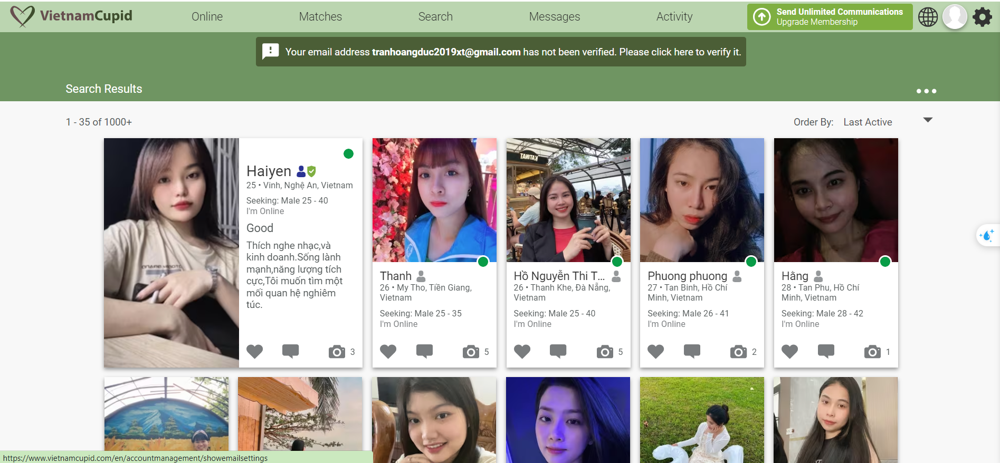 VietnamCupid
Online
Matches
Search
Messages
Activity
Send Unlimited Communications
Upgrade Membership
Your email address tranhoangduc2019xt@gmail.com has not been verified. Please click here to verify it.
Search Results
1 - 35 of 1000+
Order By: Last Active
Haiyen
25 • Vinh, Nghệ An, Vietnam
Seeking: Male 25 - 40
I'm Online
Good
Thích nghe nhạc,và
kinh doanh.Sống lành
mạnh,năng lượng tích
cực,Tôi muốn tìm một
mối quan hệ nghiêm
túc.
3
KATINAT
Thanh
26 • My Tho, Tiền Giang,
Vietnam
Seeking: Male 25 - 35
I'm Online
5
Hồ Nguyễn Thi T...
26 • Thanh Khe, Đà Nẵng,
Vietnam
Seeking: Male 25 - 40
I'm Online
5
Phuong phuong
27 • Tan Binh, Hồ Chí
Minh, Vietnam
Seeking: Male 26 - 41
I'm Online
2
Hằng
28 • Tan Phu, Hồ Chí
Minh, Vietnam
Seeking: Male 28 - 42
I'm Online
1
https://www.vietnamcupid.com/en/accountmanagement/showemailsettings